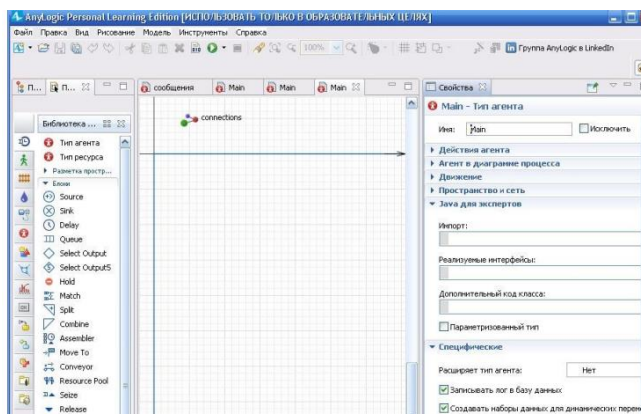 AnyLogic Personal Learning Edition [ИСПОЛЬЗОВАТЬ ТОЛЬКО В ОБРАЗОВАТЕЛЬНЫХ ЦЕЛЯХ]
Файл Правка Вид Рисование Модель Инструменты Справка
100% Группа AnyLogic в LinkedIn
П... П... сообщения Main Main Main Свойства
Main - Тип агента
connections
Имя: Main Исключить
Библиотека ...
Тип агента
Тип ресурса
Разметка простр...
Блоки
Source
Sink
Delay
Queue
Select Output
Select Output5
Hold
Match
Split
Combine
Assembler
Move To
Conveyor
Resource Pool
Seize
Release
Действия агента
Агент в диаграмме процесса
Движение
Пространство и сеть
Java для экспертов
Импорт:
Реализуемые интерфейсы:
Дополнительный код класса:
Параметризованный тип
Специфические
Расширяет тип агента: Нет
Записывать лог в базу данных
Создавать наборы данных для динамических